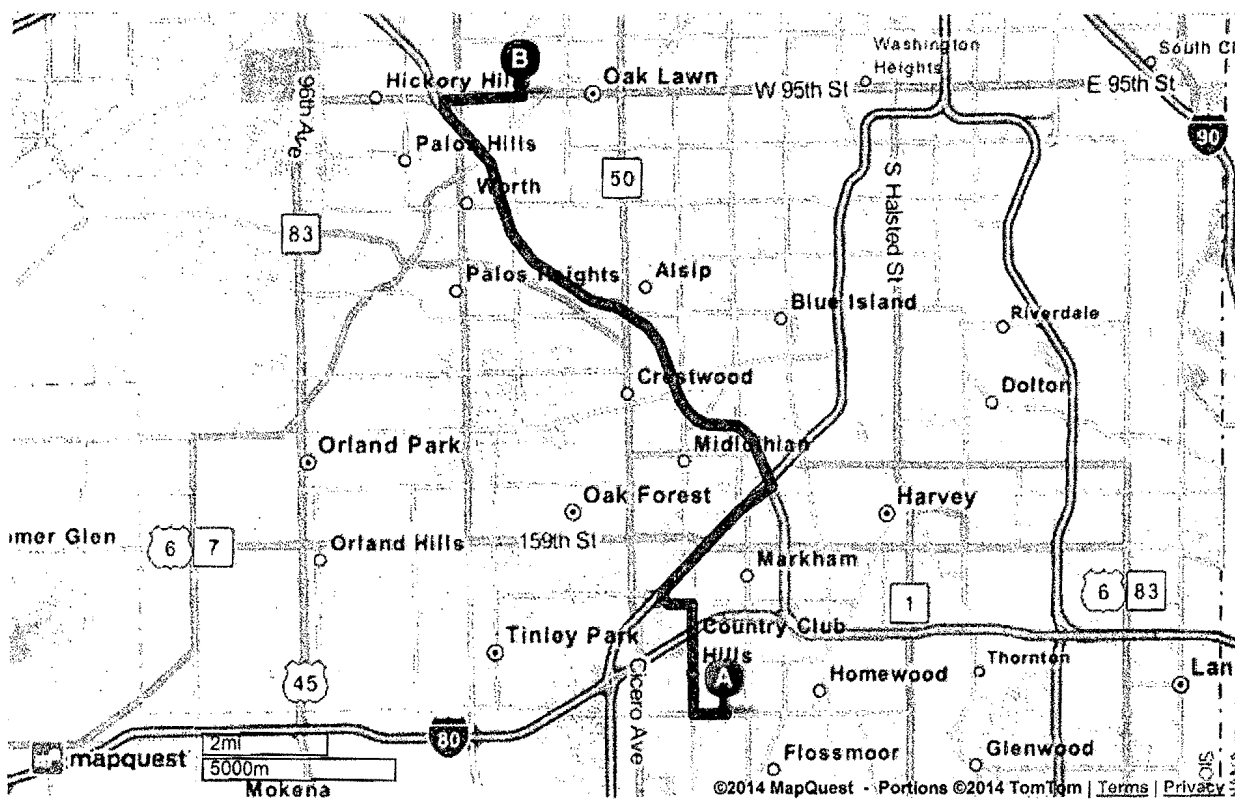 Washington
Heights
South Ch
B
Hickory Hill
Oak Lawn
W 95th St
E 95th St
96th Ave
90
Palos Hills
50
Worth
S Halsted St
83
Palos Heights
Alsip
Blue Island
Riverdale
Crestwood
Dolton
Orland Park
Midlothian
Oak Forest
Harvey
omer Glen
6
7
Orland Hills
159th St
Markham
6
83
1
Tinley Park
Country Club
Hills
Thornton
Lan
45
A
Homewood
Cicero Ave
80
mapquest
2mi
5000m
Flossmoor
Glenwood
Mokena
©2014 MapQuest - Portions ©2014 TomTom | Terms | Privacy